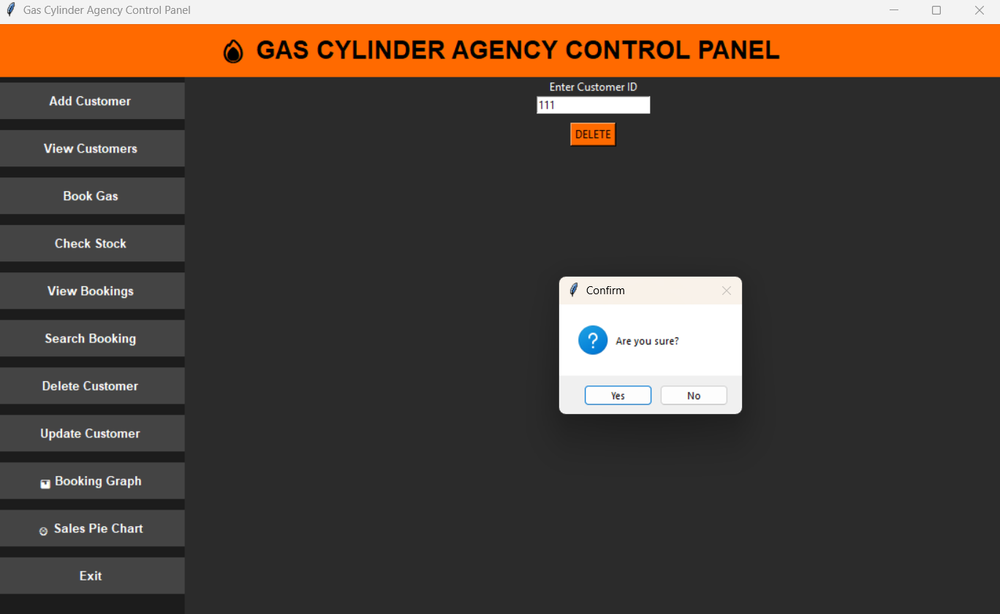 Gas Cylinder Agency Control Panel
GAS CYLINDER AGENCY CONTROL PANEL
Add Customer
View Customers
Book Gas
Check Stock
View Bookings
Search Booking
Delete Customer
Update Customer
Booking Graph
Sales Pie Chart
Exit
Enter Customer ID
111
DELETE
Confirm
? Are you sure?
Yes No